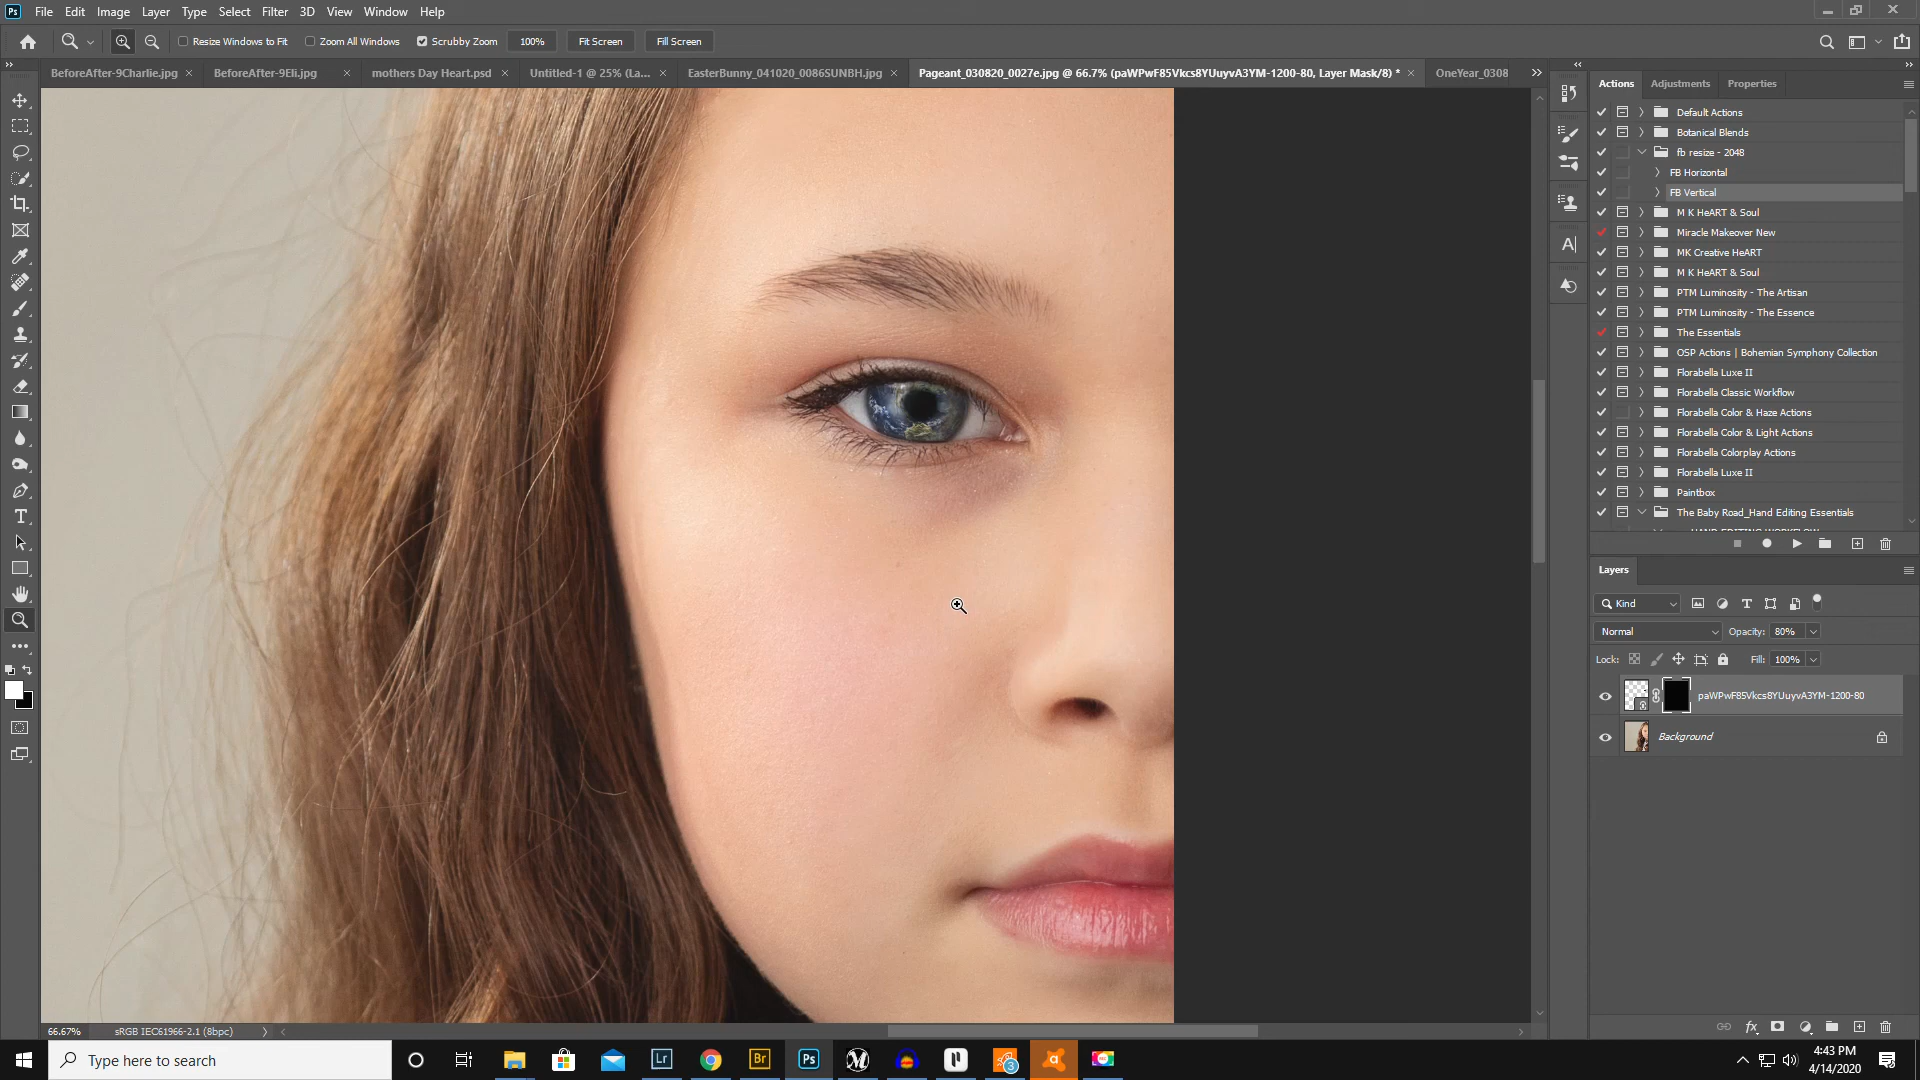 Ps File Edit Image Layer Type Select Filter 3D View Window Help
Resize Windows to Fit Zoom All Windows Scrubby Zoom 100% Fit Screen Fill Screen
BeforeAfter-9Charlie.jpg × BeforeAfter-9Eli.jpg × mothers Day Heart.psd × Untitled-1 @ 25% (La... × EasterBunny_041020_0086SUNBH.jpg × Pageant_030820_0027e.jpg @ 66.7% (paWPwF85Vkcs8YUuyvA3YM-1200-80, Layer Mask/8) * × OneYear_0308
Actions Adjustments Properties
Default Actions
Botanical Blends
fb resize - 2048
FB Horizontal
FB Vertical
M K HeART & Soul
Miracle Makeover New
MK Creative HeART
M K HeART & Soul
PTM Luminosity - The Artisan
PTM Luminosity - The Essence
The Essentials
OSP Actions | Bohemian Symphony Collection
Florabella Luxe II
Florabella Classic Workflow
Florabella Color & Haze Actions
Florabella Color & Light Actions
Florabella Colorplay Actions
Florabella Luxe II
Paintbox
The Baby Road_Hand Editing Essentials
Layers
Kind
Normal Opacity: 80%
Lock: Fill: 100%
paWPwF85Vkcs8YUuyvA3YM-1200-80
Background
fx
66.67% sRGB IEC61966-2.1 (8bpc)
Type here to search
Lr Br Ps 3
4:43 PM
4/14/2020